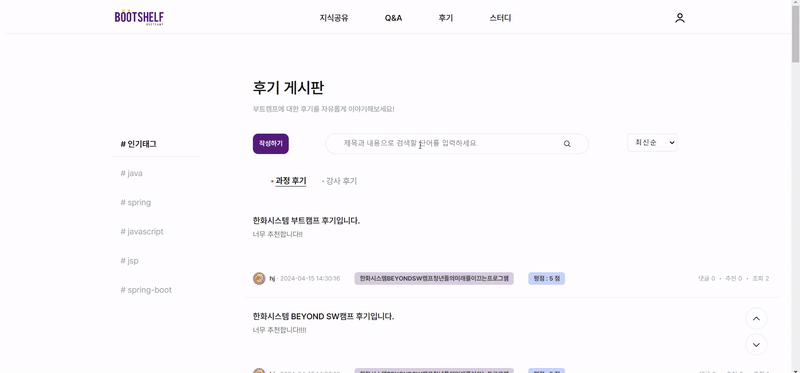 BOOTSHELF
지식공유 Q&A 후기 스터디
후기 게시판
부트캠프에 대한 후기를 자유롭게 이야기해보세요!
# 인기태그
# java
# spring
# javascript
# jsp
# spring-boot
작성하기
제목과 내용으로 검색할 단어를 입력하세요
최신순
• 과정 후기 • 강사 후기
한화시스템 부트캠프 후기입니다.
너무 추천합니다!!
hj · 2024-04-15 14:30:16 한화시스템BEYONDSW캠프청년들의미래를이끄는프로그램 평점 : 5 점 댓글 0 • 추천 0 • 조회 2
한화시스템 BEYOND SW캠프 후기입니다.
너무 추천합니다!!!!